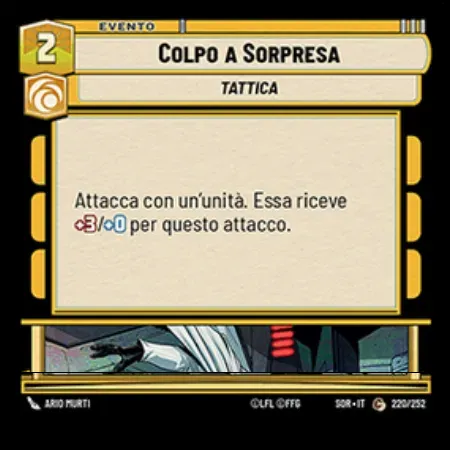 EVENTO
2
COLPO A SORPRESA
TATTICA
Attacca con un'unità. Essa riceve
+3/+0 per questo attacco.
ARIO MURTI
©LFL ©FFG
SOR • IT
C
220/252